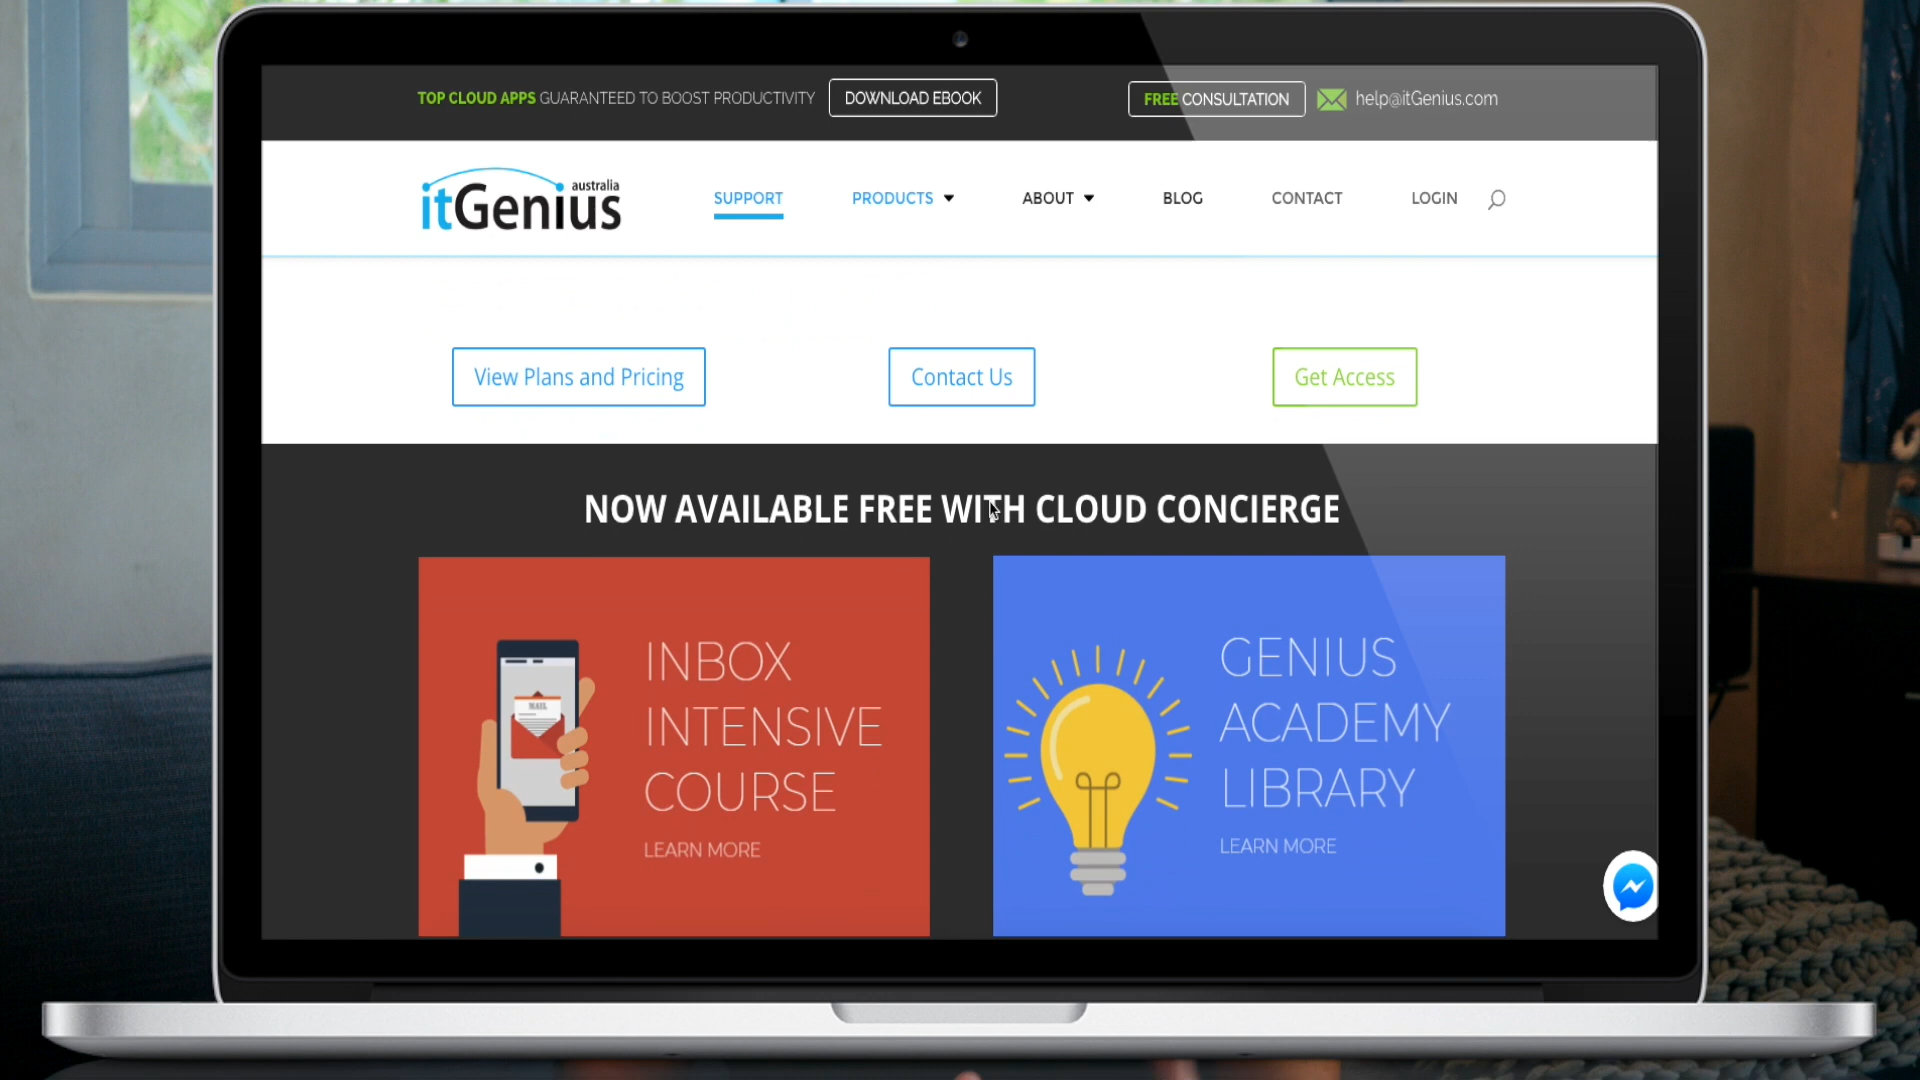 TOP CLOUD APPS GUARANTEED TO BOOST PRODUCTIVITY DOWNLOAD EBOOK FREE CONSULTATION help@itGenius.com
australia
itGenius SUPPORT PRODUCTS ABOUT BLOG CONTACT LOGIN
View Plans and Pricing Contact Us Get Access
NOW AVAILABLE FREE WITH CLOUD CONCIERGE
INBOX
INTENSIVE
COURSE
LEARN MORE
MAIL
GENIUS
ACADEMY
LIBRARY
LEARN MORE